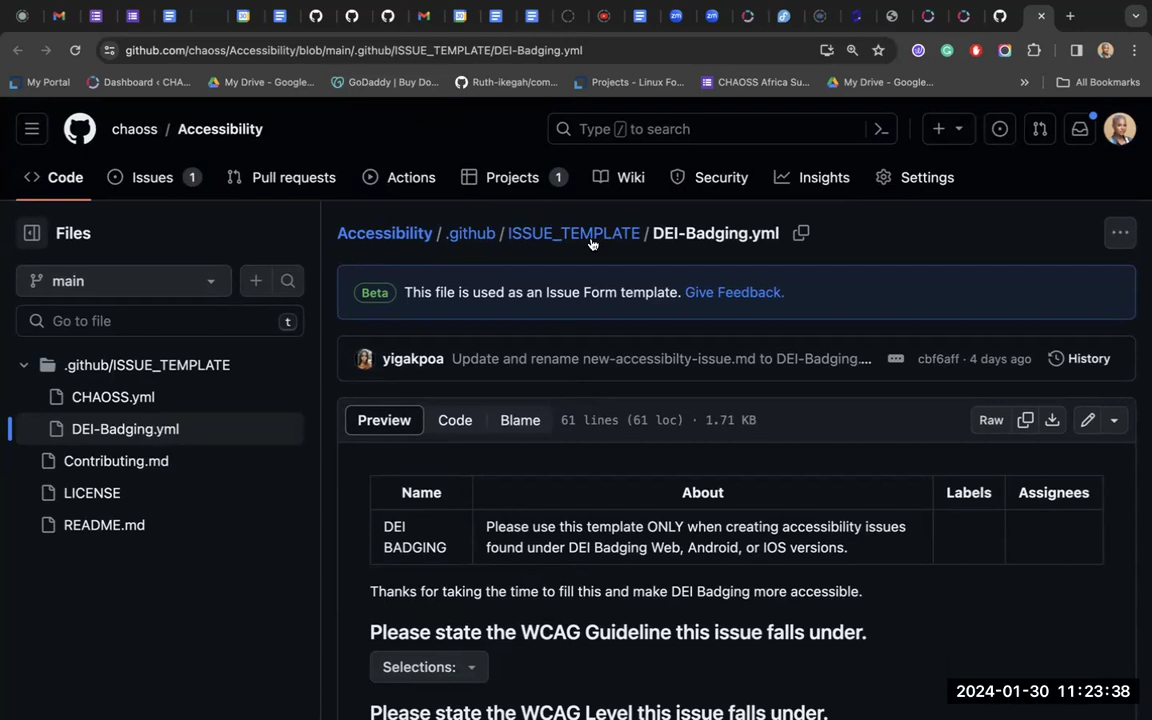 github.com/chaoss/Accessibility/blob/main/.github/ISSUE_TEMPLATE/DEI-Badging.yml
My Portal
Dashboard ‹ CHA...
My Drive - Google...
GoDaddy | Buy Do...
Ruth-ikegah/com...
Projects - Linux Fo...
CHAOSS Africa Su...
My Drive - Google...
»
All Bookmarks
chaoss / Accessibility
Type / to search
Code
Issues 1
Pull requests
Actions
Projects 1
Wiki
Security
Insights
Settings
Files
main
Go to file
t
.github/ISSUE_TEMPLATE
CHAOSS.yml
DEI-Badging.yml
Contributing.md
LICENSE
README.md
Accessibility / .github / ISSUE_TEMPLATE / DEI-Badging.yml
Beta This file is used as an Issue Form template. Give Feedback.
yigakpoa Update and rename new-accessibilty-issue.md to DEI-Badging.... cbf6aff · 4 days ago History
Preview Code Blame 61 lines (61 loc) · 1.71 KB Raw
Name About Labels Assignees
DEI BADGING
Please use this template ONLY when creating accessibility issues
found under DEI Badging Web, Android, or IOS versions.
Thanks for taking the time to fill this and make DEI Badging more accessible.
Please state the WCAG Guideline this issue falls under.
Selections:
Please state the WCAG Level this issue falls under.
2024-01-30 11:23:38